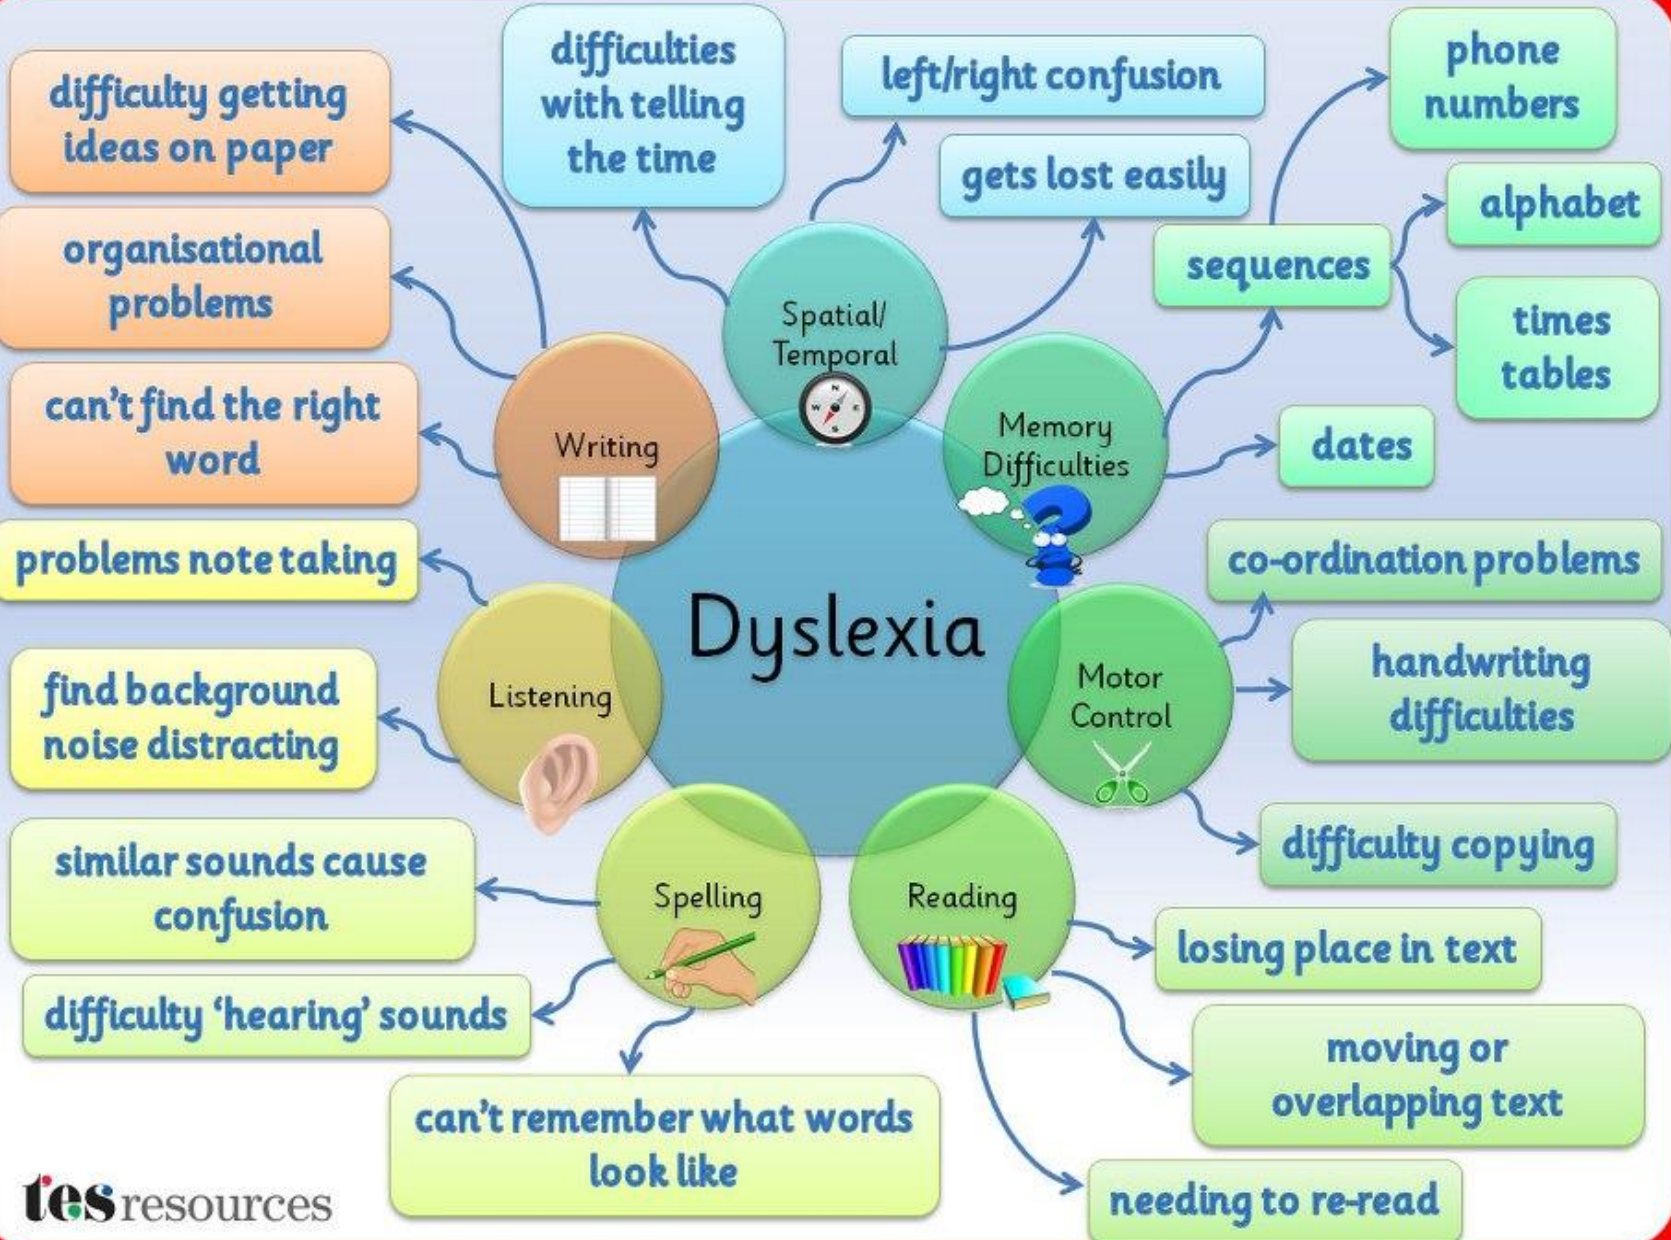 Dyslexia
Spatial/
Temporal
N
W
E
S
difficulties
with telling
the time
left/right confusion
gets lost easily
Memory
Difficulties
sequences
phone
numbers
alphabet
times
tables
dates
Motor
Control
co-ordination problems
handwriting
difficulties
difficulty copying
Reading
losing place in text
moving or
overlapping text
needing to re-read
Spelling
can't remember what words
look like
difficulty ‘hearing’ sounds
similar sounds cause
confusion
Listening
find background
noise distracting
problems note taking
Writing
can't find the right
word
organisational
problems
difficulty getting
ideas on paper
tes resources